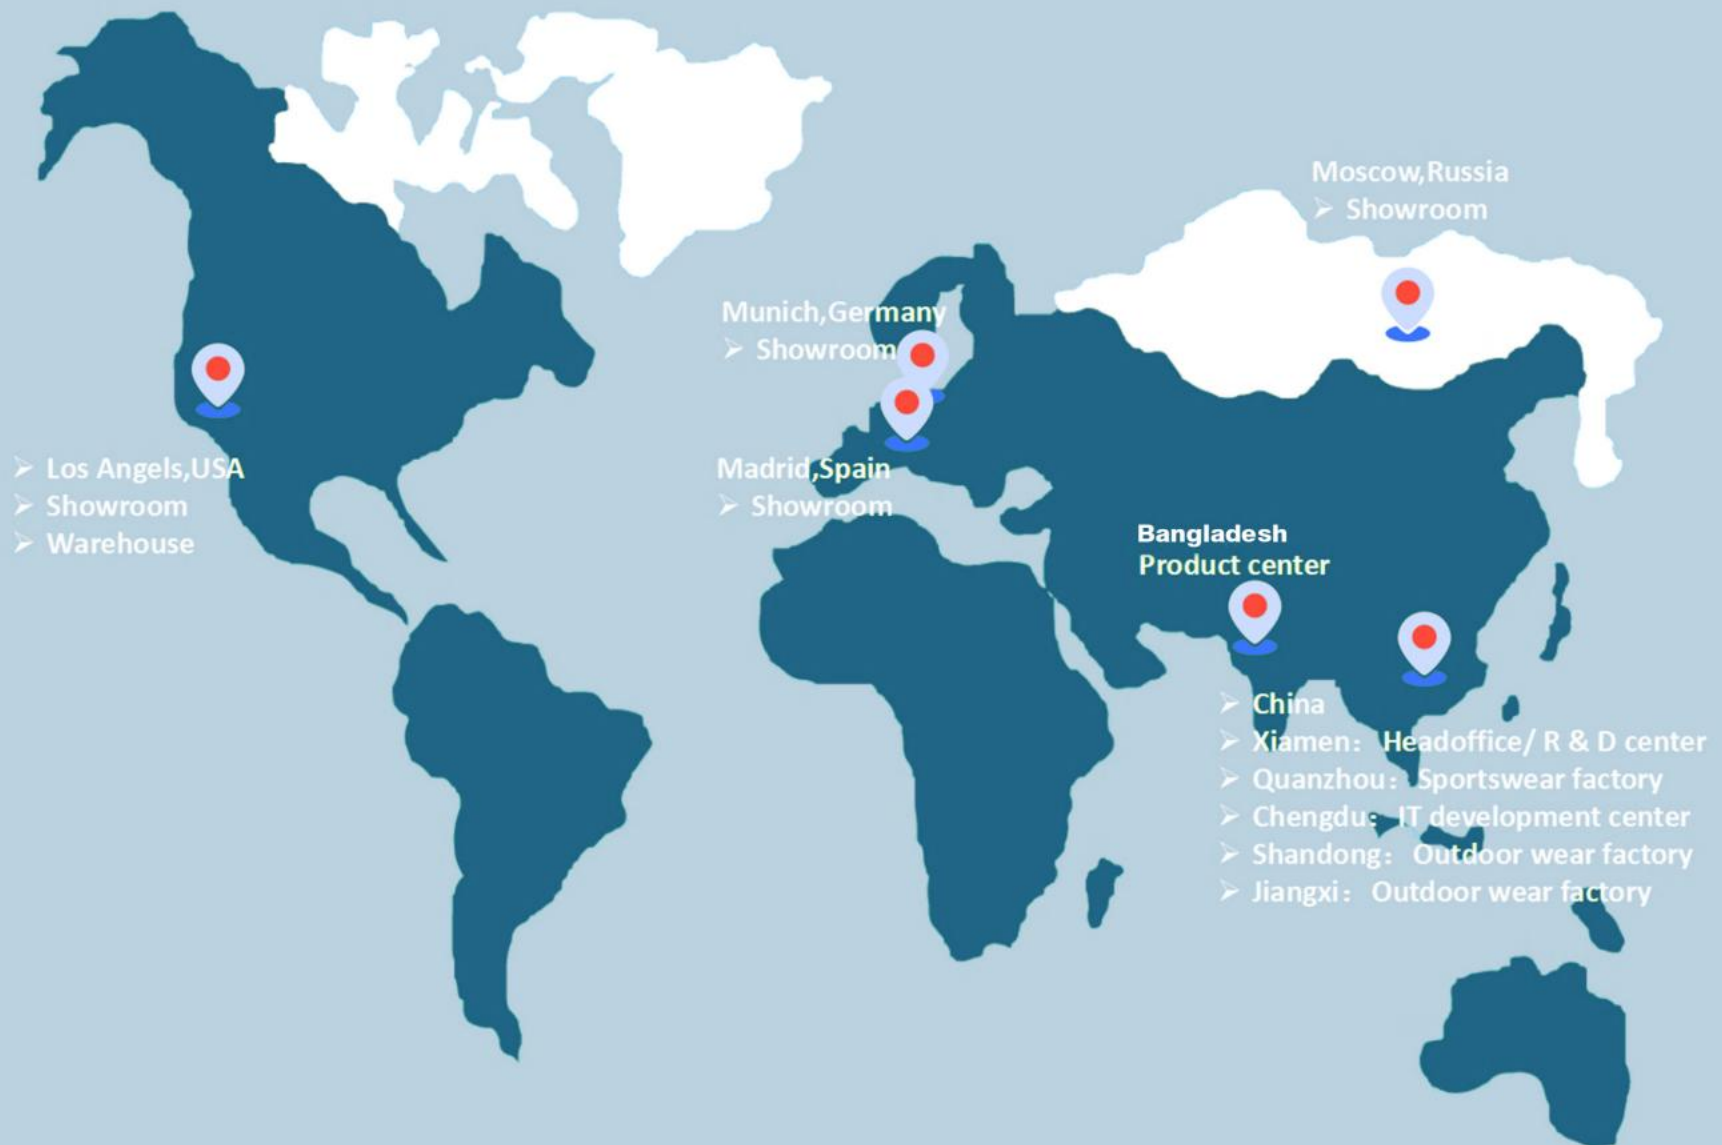 Moscow,Russia
➢ Showroom
Munich,Germany
➢ Showroom
➢ Los Angels,USA
➢ Showroom
➢ Warehouse
Madrid,Spain
➢ Showroom
Bangladesh
Product center
➢ China
➢ Xiamen：Headoffice/ R & D center
➢ Quanzhou：Sportswear factory
➢ Chengdu：IT development center
➢ Shandong：Outdoor wear factory
➢ Jiangxi：Outdoor wear factory